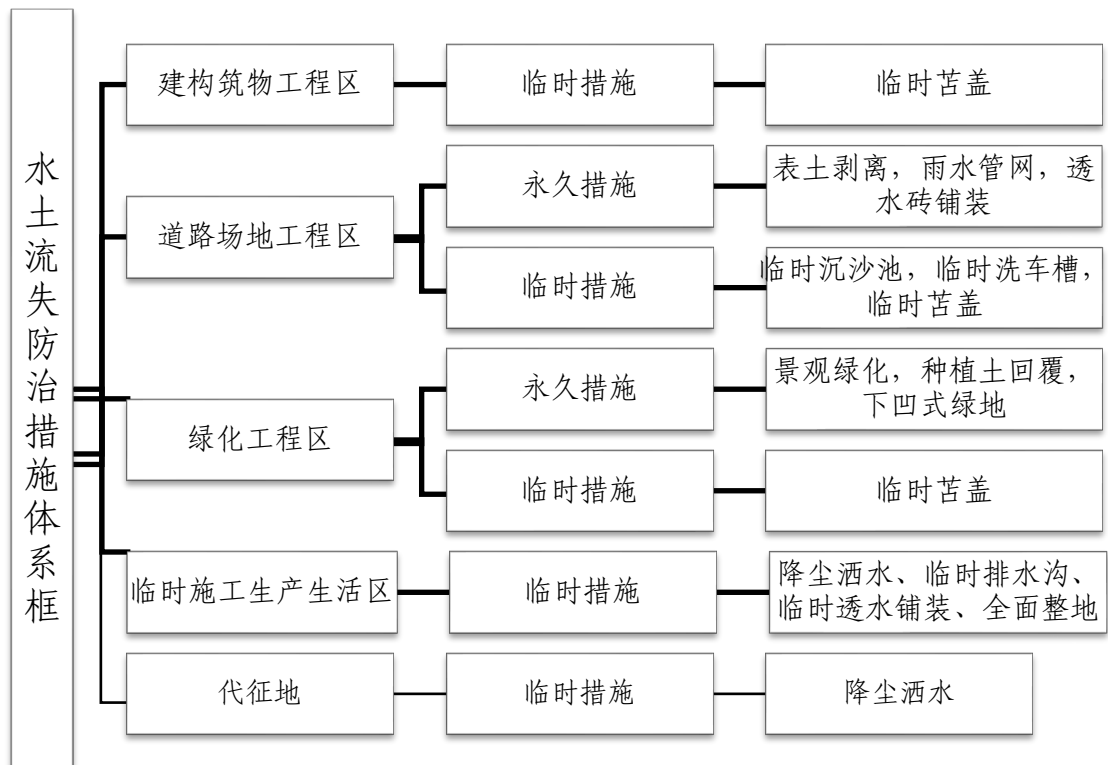 水土流失防治措施体系框
建构筑物工程区
临时措施
临时苫盖
道路场地工程区
永久措施
表土剥离，雨水管网，透
水砖铺装
临时措施
临时沉沙池，临时洗车槽，
临时苫盖
绿化工程区
永久措施
景观绿化，种植土回覆，
下凹式绿地
临时措施
临时苫盖
临时施工生产生活区
临时措施
降尘洒水、临时排水沟、
临时透水铺装、全面整地
代征地
临时措施
降尘洒水